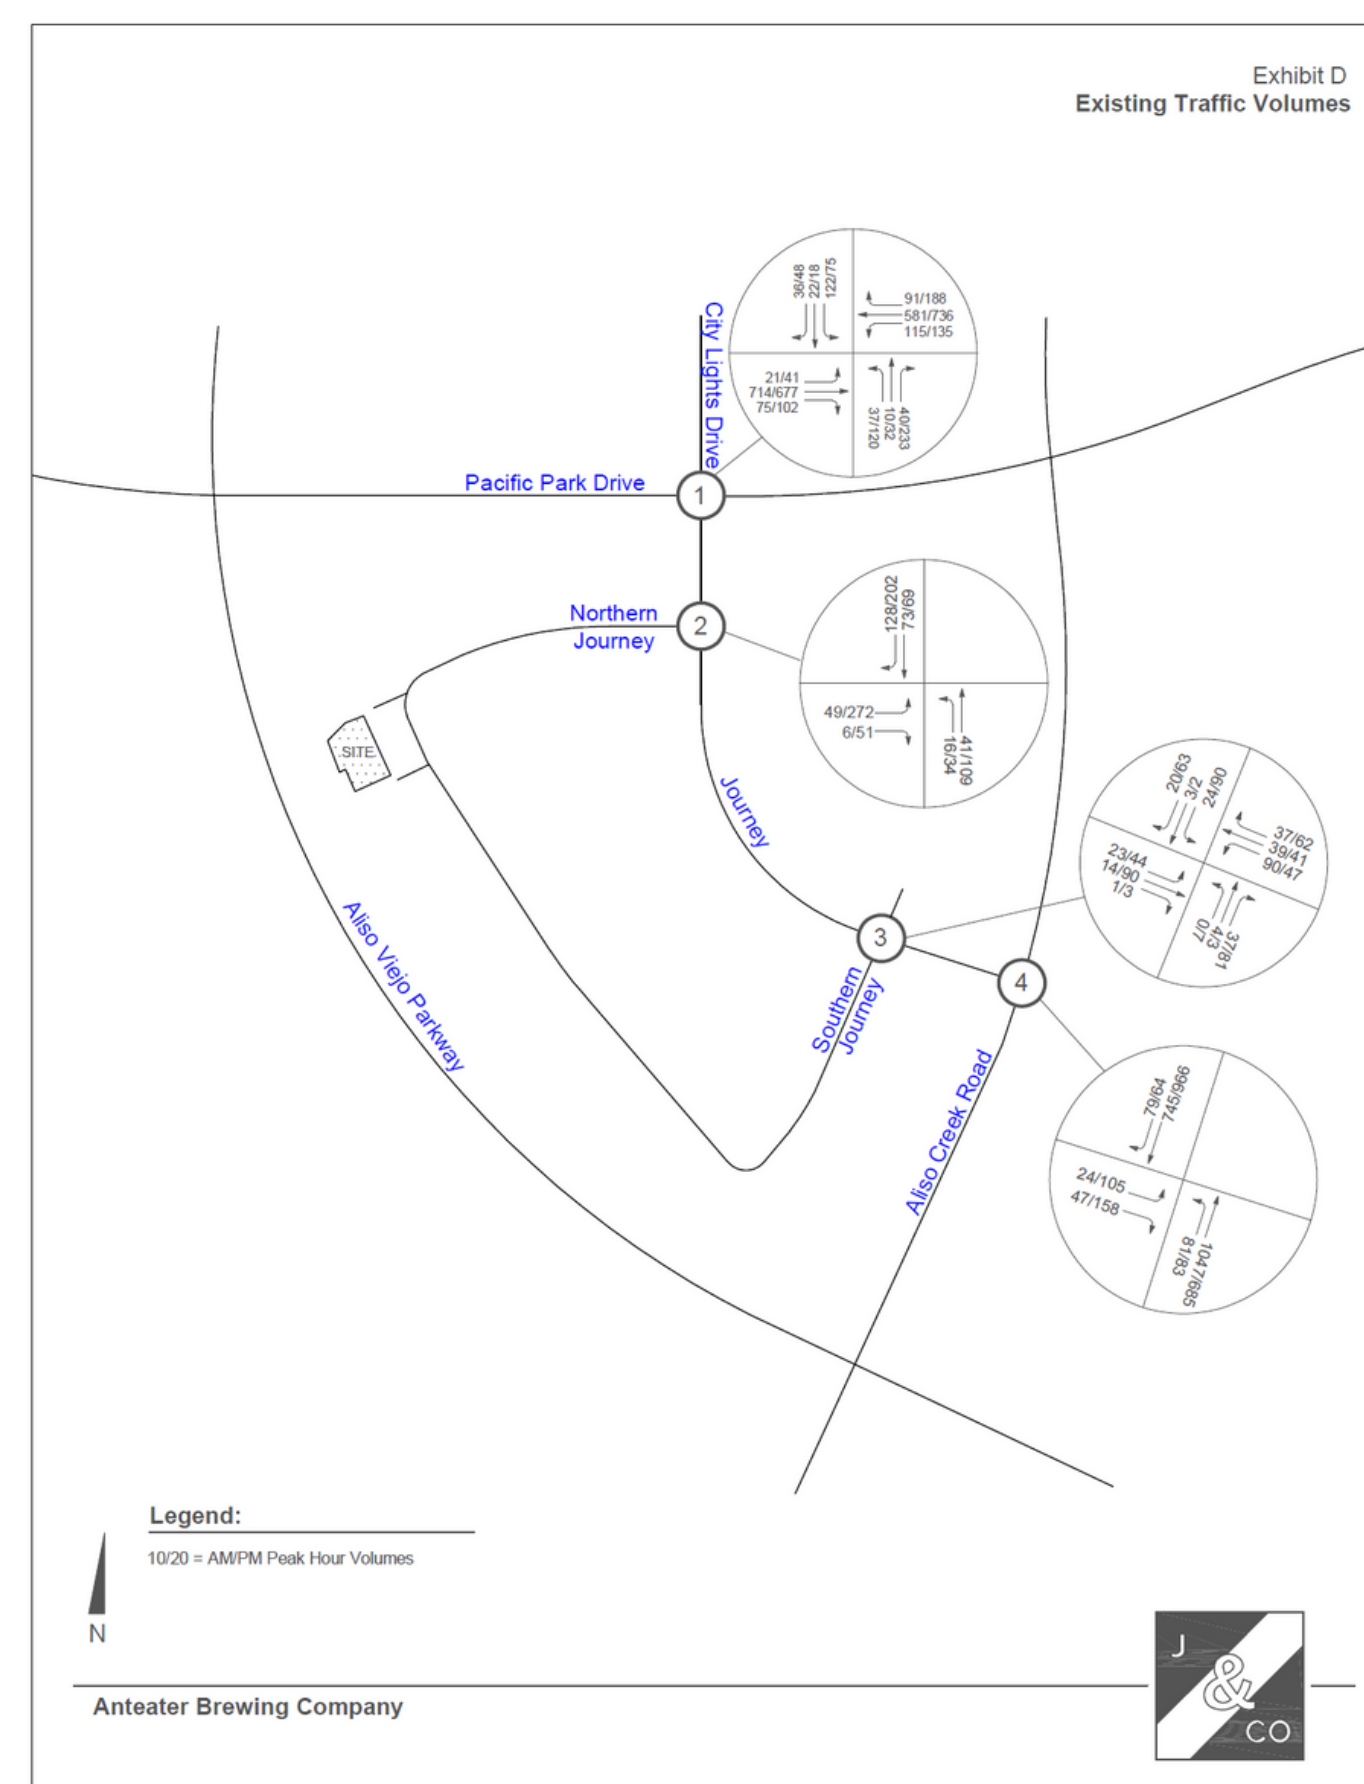 Exhibit D
Existing Traffic Volumes
36/48
22/18
122/75
91/188
581/736
115/135
21/41
714/677
75/102
37/120
10/32
40/233
City Lights Drive
Pacific Park Drive
1
Northern
Journey
2
128/202
73/69
49/272
6/51
16/34
41/109
SITE
Journey
20/63
3/2
24/90
37/62
39/41
90/47
23/44
14/90
1/3
0/7
4/3
37/81
3
4
Southern
Journey
Aliso Viejo Parkway
Aliso Creek Road
79/64
745/966
24/105
47/158
81/83
1047/685
Legend:
10/20 = AM/PM Peak Hour Volumes
N
J
&
CO
Anteater Brewing Company